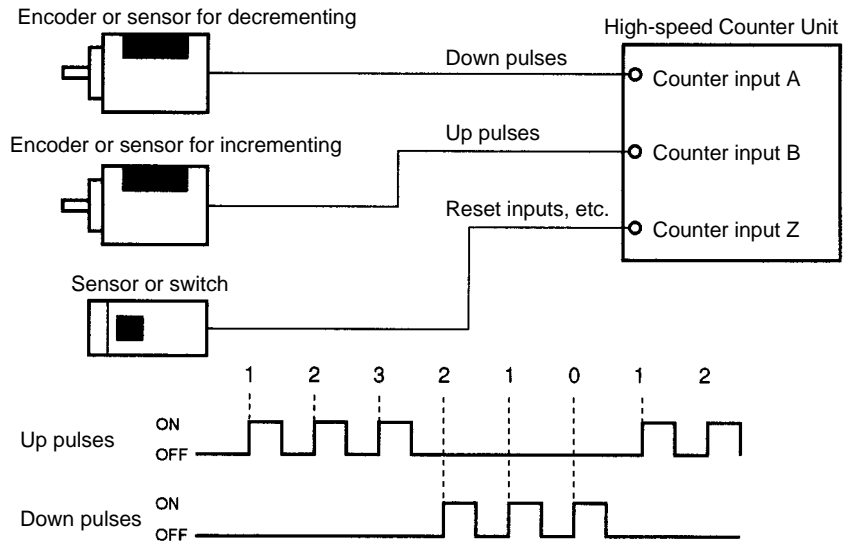 Encoder or sensor for decrementing
High-speed Counter Unit
Down pulses
Counter input A
Encoder or sensor for incrementing
Up pulses
Counter input B
Reset inputs, etc.
Counter input Z
Sensor or switch
1 2 3 2 1 0 1 2
Up pulses
ON
OFF
Down pulses
ON
OFF